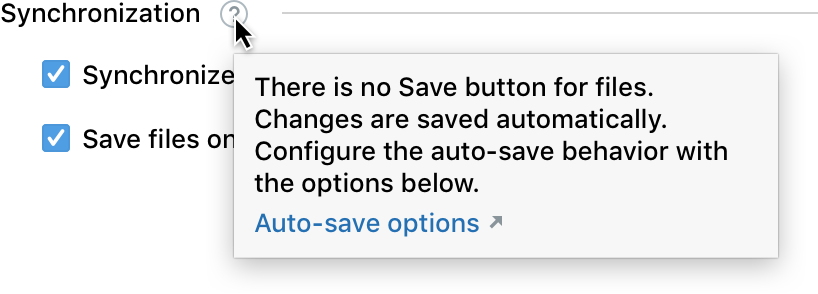 Synchronization ?
Synchronize
Save files on
There is no Save button for files.
Changes are saved automatically.
Configure the auto-save behavior with
the options below.
Auto-save options